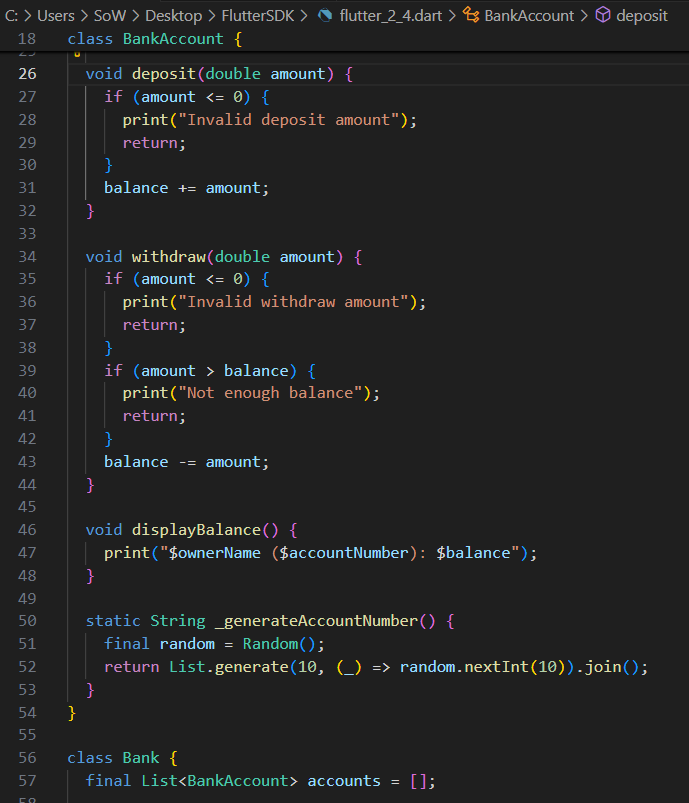 C: > Users > SoW > Desktop > FlutterSDK > flutter_2_4.dart > BankAccount > deposit
18 class BankAccount {
26   void deposit(double amount) {
27     if (amount <= 0) {
28       print("Invalid deposit amount");
29       return;
30     }
31     balance += amount;
32   }
33
34   void withdraw(double amount) {
35     if (amount <= 0) {
36       print("Invalid withdraw amount");
37       return;
38     }
39     if (amount > balance) {
40       print("Not enough balance");
41       return;
42     }
43     balance -= amount;
44   }
45
46   void displayBalance() {
47     print("$ownerName ($accountNumber): $balance");
48   }
49
50   static String _generateAccountNumber() {
51     final random = Random();
52     return List.generate(10, (_) => random.nextInt(10)).join();
53   }
54 }
55
56 class Bank {
57   final List<BankAccount> accounts = [];